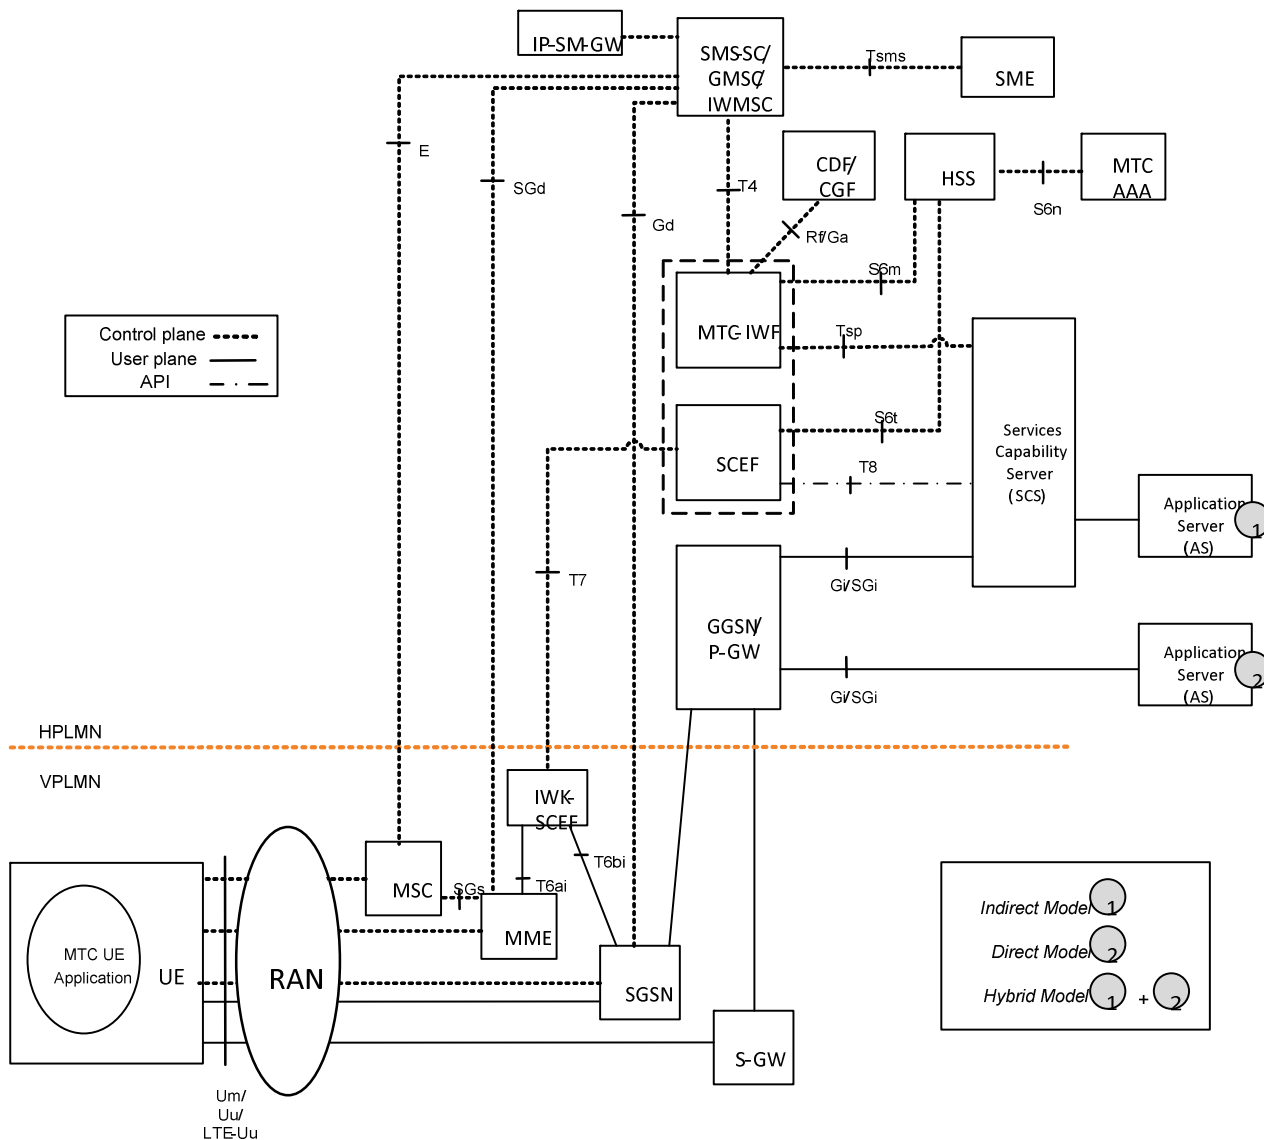 IP-SM-GW
SMS-SC/
GMSC/
IWMSC
Tsms
SME
E
SGd
Gd
T4
CDF/
CGF
Rf/Ga
HSS
S6n
MTC
AAA
S6m
MTC-IWF
Tsp
Control plane
User plane
API
S6t
SCEF
T8
Services
Capability
Server
(SCS)
Application
Server
(AS)
1
T7
Gi/SGi
GGSN/
P-GW
Gi/SGi
Application
Server
(AS)
2
HPLMN
VPLMN
IWK-
SCEF
T6bi
T6ai
MSC
SGs
MME
MTC UE
Application
UE
RAN
SGSN
S-GW
Um/
Uu/
LTE-Uu
Indirect Model 1
Direct Model 2
Hybrid Model 1 + 2